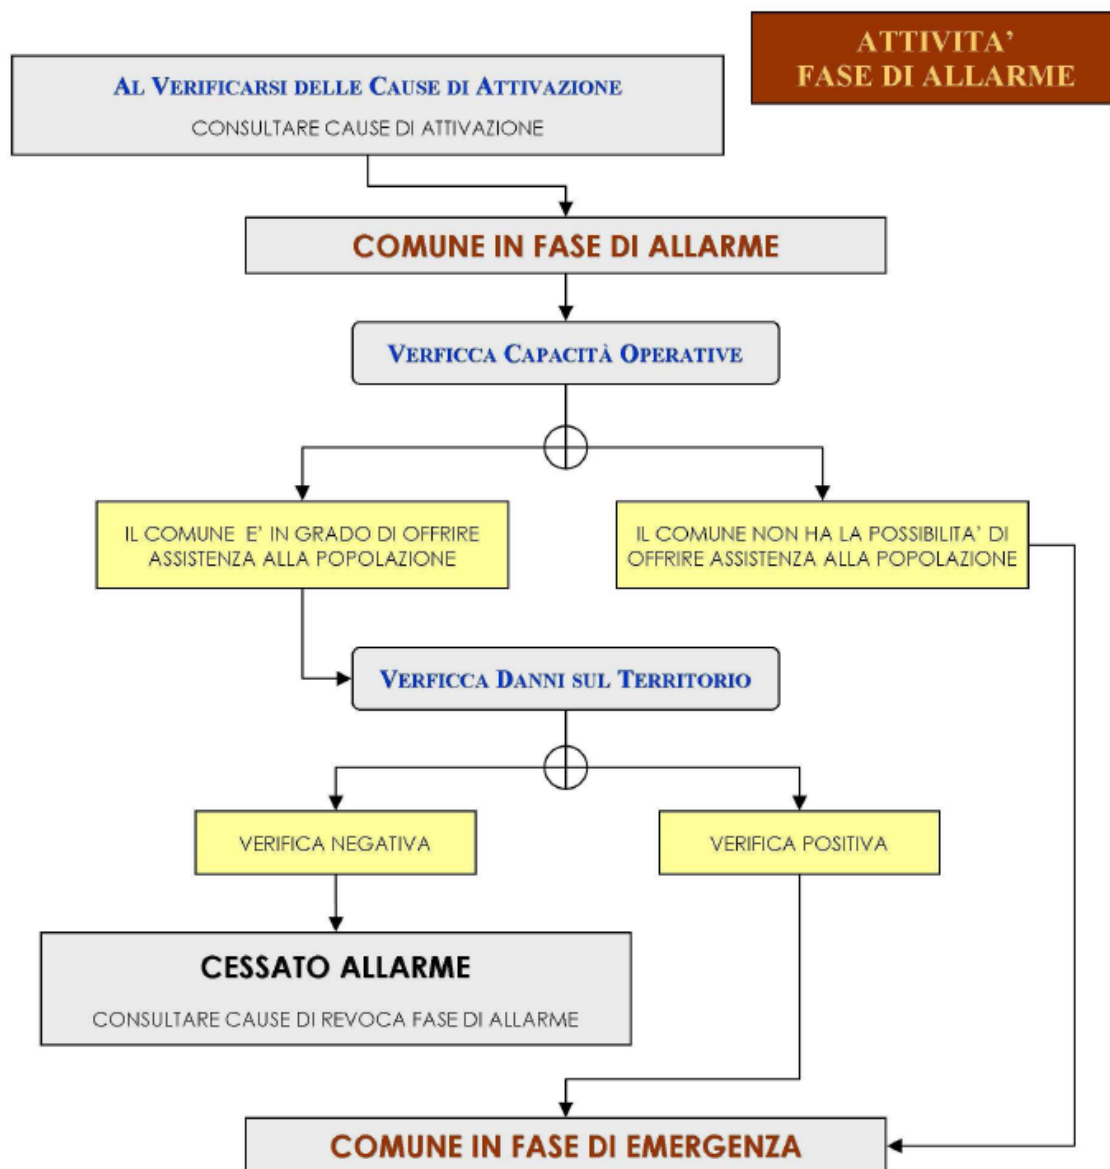 ATTIVITA’
FASE DI ALLARME
AL VERIFICARSI DELLE CAUSE DI ATTIVAZIONE
CONSULTARE CAUSE DI ATTIVAZIONE
COMUNE IN FASE DI ALLARME
VERFICCA CAPACITÀ OPERATIVE
IL COMUNE E’ IN GRADO DI OFFRIRE
ASSISTENZA ALLA POPOLAZIONE
IL COMUNE NON HA LA POSSIBILITA’ DI
OFFRIRE ASSISTENZA ALLA POPOLAZIONE
VERFICCA DANNI SUL TERRITORIO
VERIFICA NEGATIVA
VERIFICA POSITIVA
CESSATO ALLARME
CONSULTARE CAUSE DI REVOCA FASE DI ALLARME
COMUNE IN FASE DI EMERGENZA